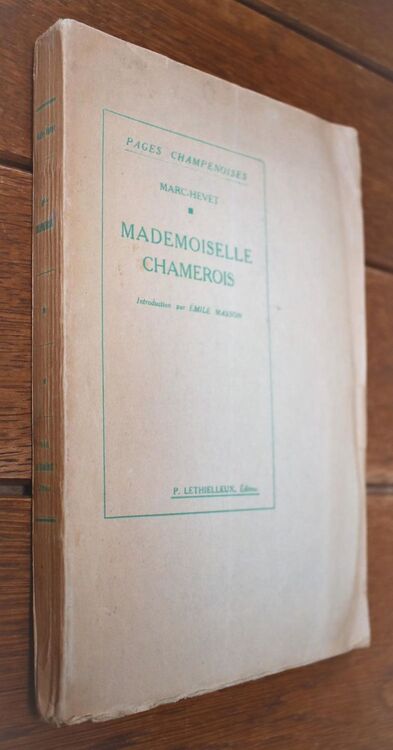 PAGES CHAMPENOISES
MARC-HEVET
MADEMOISELLE
CHAMEROIS
Introduction par ÉMILE MASSON
P. LETHIELLEUX, Éditeur